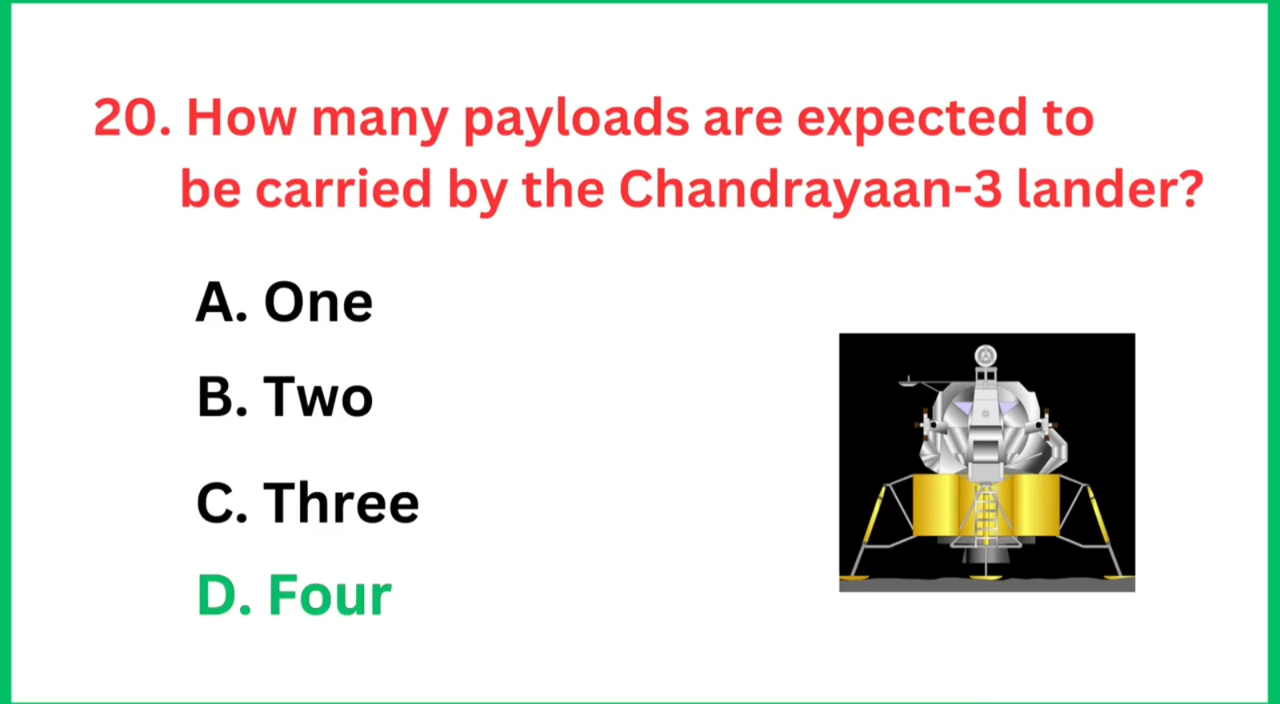 20. How many payloads are expected to
be carried by the Chandrayaan-3 lander?
A. One
B. Two
C. Three
D. Four